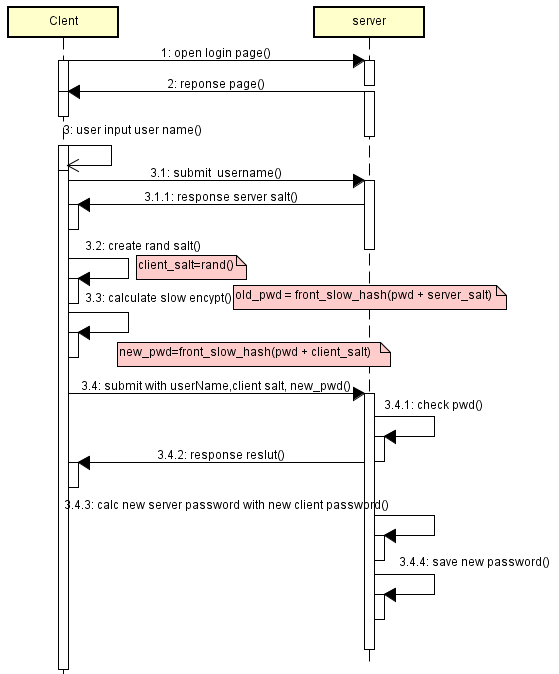 Clent
server
1: open login page()
2: reponse page()
3: user input user name()
3.1: submit username()
3.1.1: response server salt()
3.2: create rand salt()
client_salt=rand()
3.3: calculate slow encypt()
old_pwd = front_slow_hash(pwd + server_salt)
new_pwd=front_slow_hash(pwd + client_salt)
3.4: submit with userName,client salt, new_pwd()
3.4.1: check pwd()
3.4.2: response reslut()
3.4.3: calc new server password with new client password()
3.4.4: save new password()